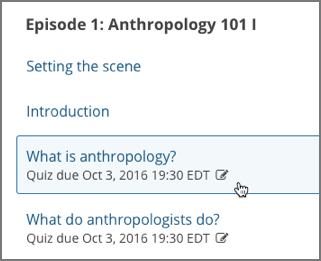 Episode 1: Anthropology 101 I
Setting the scene
Introduction
What is anthropology?
Quiz due Oct 3, 2016 19:30 EDT
What do anthropologists do?
Quiz due Oct 3, 2016 19:30 EDT